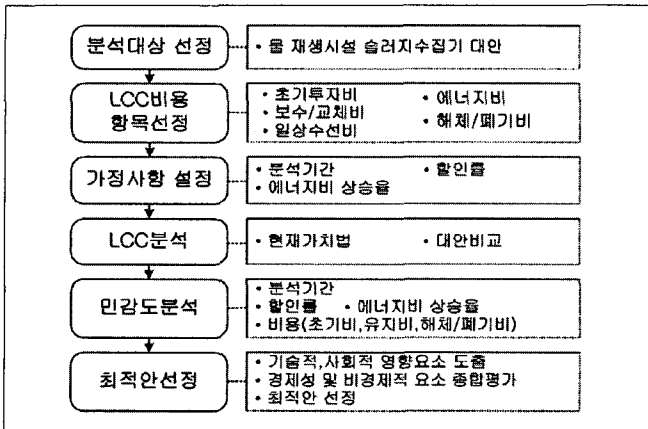 분석대상 선정
• 물 재생시설 슬러지수집기 대안
LCC비용
항목선정
• 초기투자비 • 에너지비
• 보수/교체비
• 일상수선비 • 해체/폐기비
가정사항 설정
• 분석기간 • 할인률
• 에너지비 상승율
LCC분석
• 현재가치법 • 대안비교
민감도분석
• 분석기간
• 할인률 • 에너지비 상승율
• 비용(초기비,유지비,해체/폐기비)
최적안선정
• 기술적,사회적 영향요소 도출
• 경제성 및 비경제적 요소 종합평가
• 최적안 선정